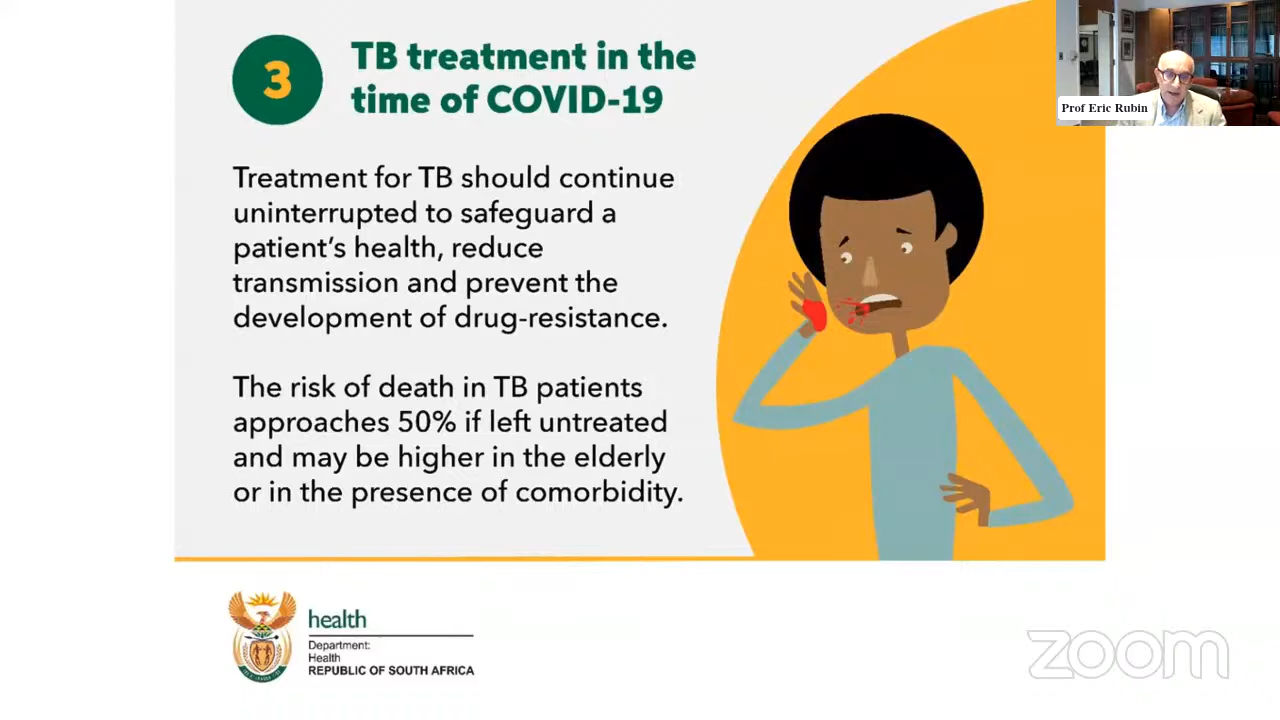 3
TB treatment in the
time of COVID-19
Treatment for TB should continue
uninterrupted to safeguard a
patient's health, reduce
transmission and prevent the
development of drug-resistance.
The risk of death in TB patients
approaches 50% if left untreated
and may be higher in the elderly
or in the presence of comorbidity.
Prof Eric Rubin
health
Department:
Health
REPUBLIC OF SOUTH AFRICA
zoom